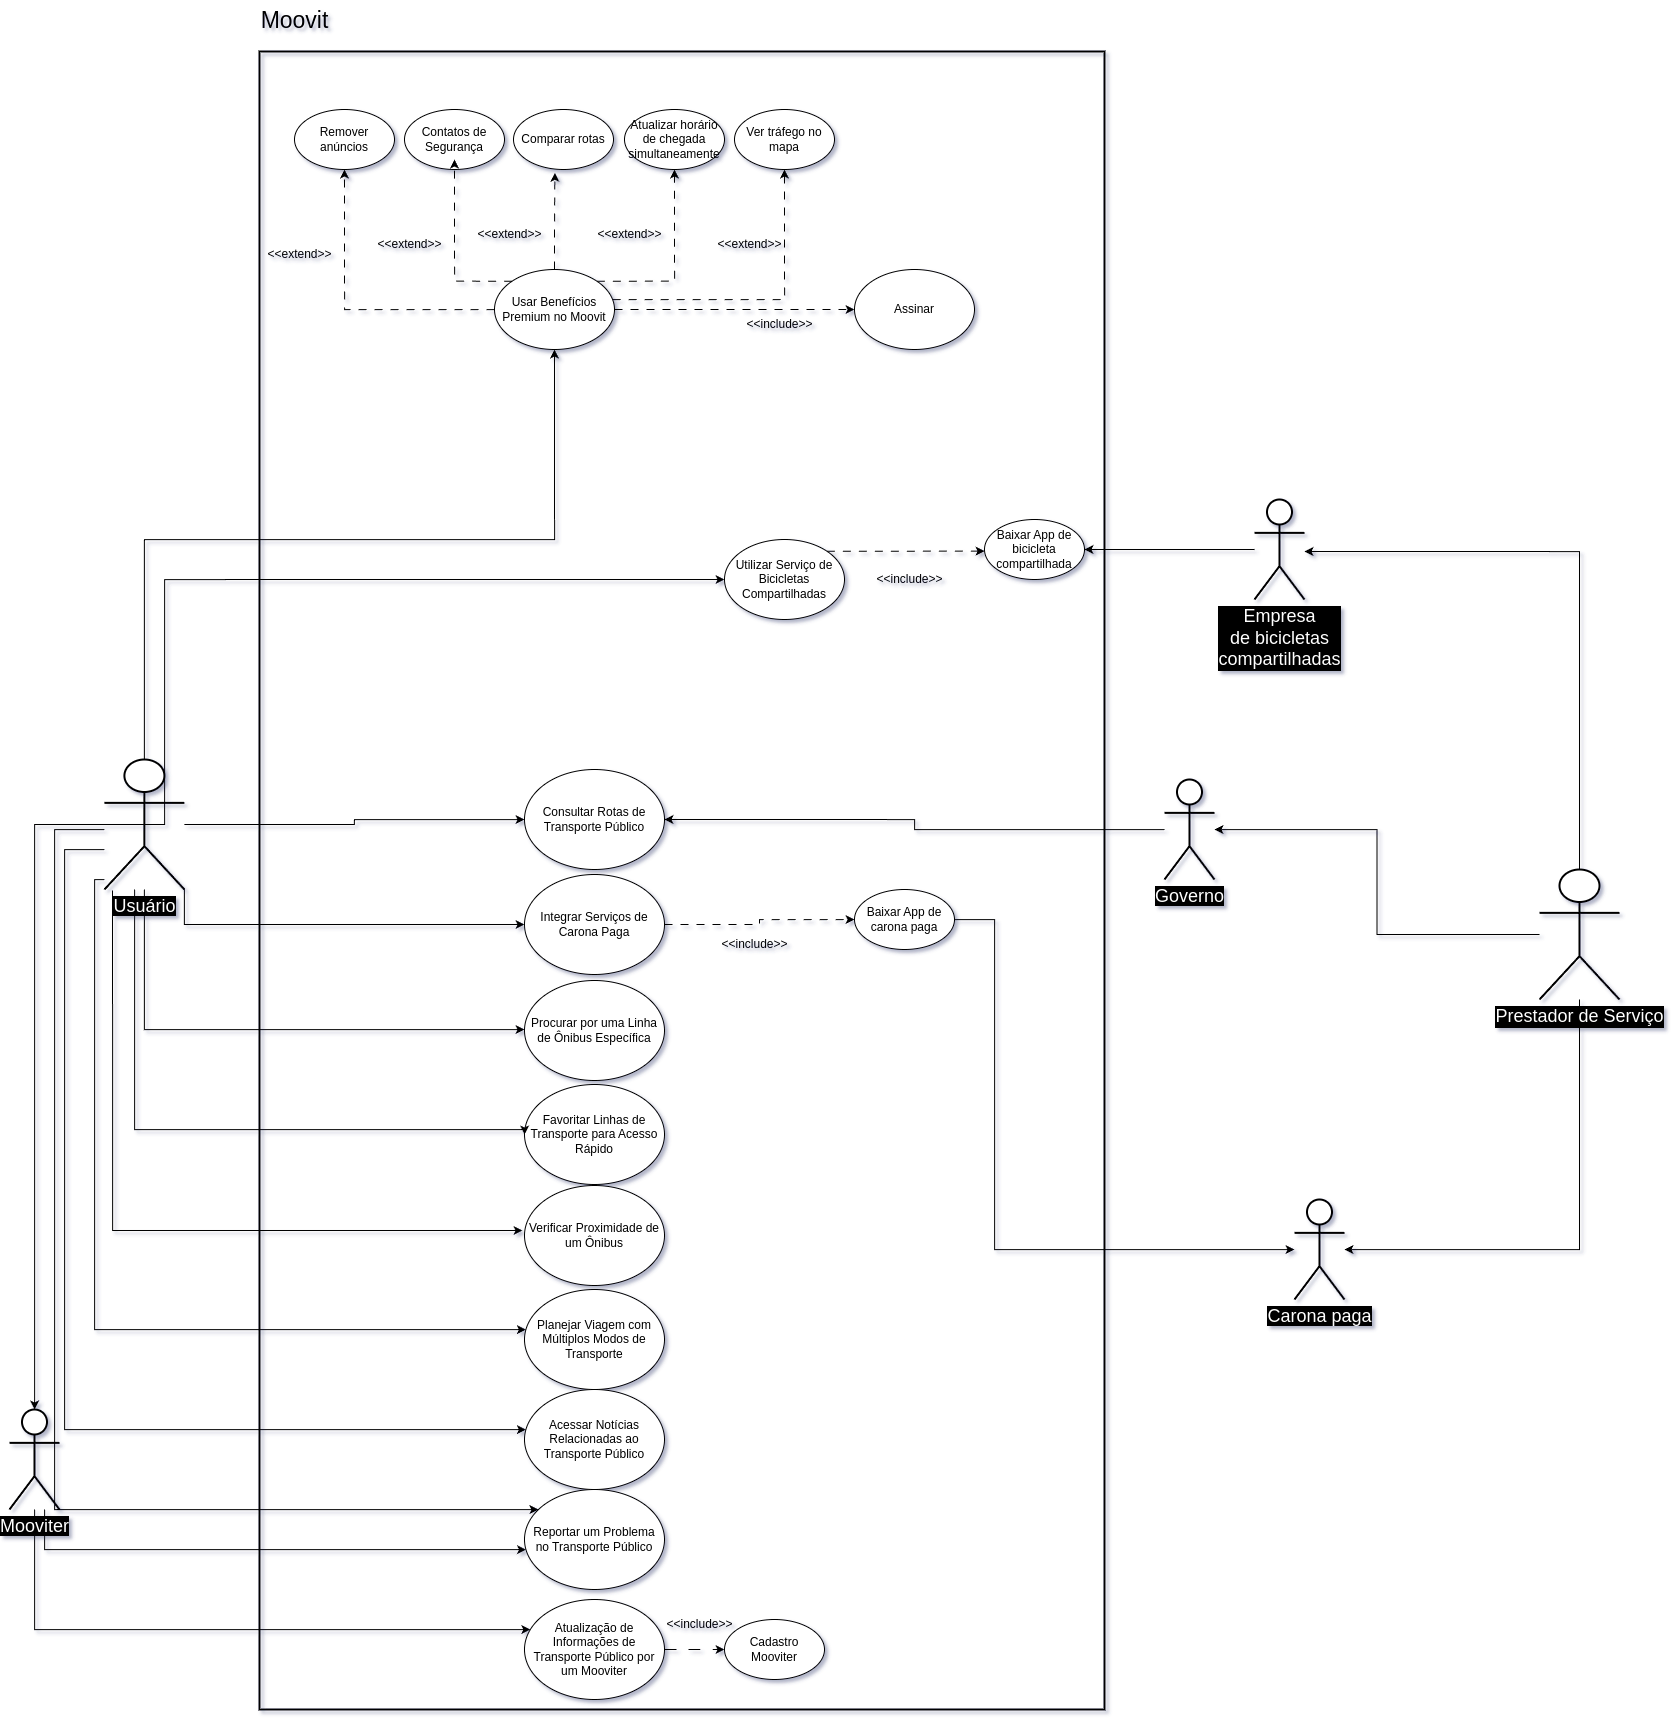 Moovit
Remover
anúncios
Contatos de
Segurança
Comparar rotas
Atualizar horário
de chegada
simultaneamente
Ver tráfego no
mapa
<<extend>>
<<extend>>
<<extend>>
<<extend>>
<<extend>>
Usar Benefícios
Premium no Moovit
Assinar
<<include>>
Utilizar Serviço de
Bicicletas
Compartilhadas
<<include>>
Baixar App de
bicicleta
compartilhada
Empresa
de bicicletas
compartilhadas
Usuário
Consultar Rotas de
Transporte Público
Governo
Integrar Serviços de
Carona Paga
<<include>>
Baixar App de
carona paga
Prestador de Serviço
Procurar por uma Linha
de Ônibus Específica
Favoritar Linhas de
Transporte para Acesso
Rápido
Verificar Proximidade de
um Ônibus
Carona paga
Planejar Viagem com
Múltiplos Modos de
Transporte
Acessar Notícias
Relacionadas ao
Transporte Público
Mooviter
Reportar um Problema
no Transporte Público
Atualização de
Informações de
Transporte Público por
um Mooviter
<<include>>
Cadastro
Mooviter